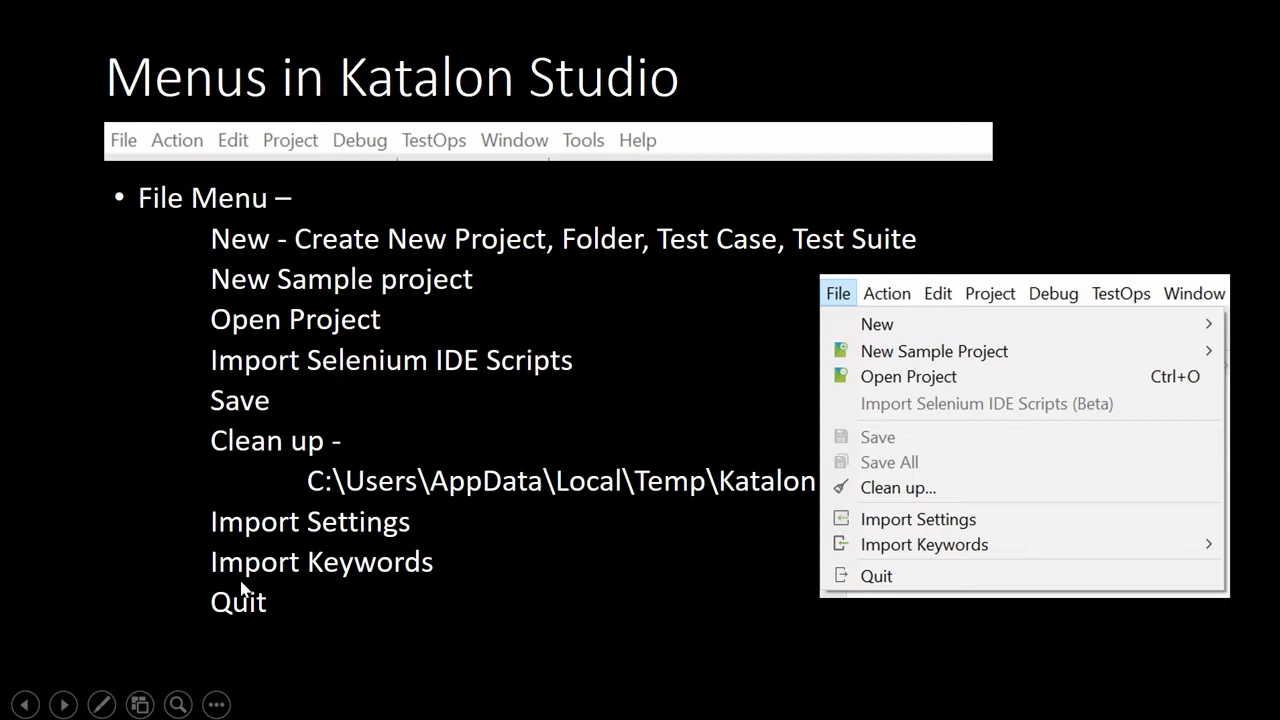 Menus in Katalon Studio
File Action Edit Project Debug TestOps Window Tools Help
• File Menu –
New - Create New Project, Folder, Test Case, Test Suite
New Sample project
Open Project
Import Selenium IDE Scripts
Save
Clean up -
C:\Users\AppData\Local\Temp\Katalon
Import Settings
Import Keywords
Quit
File Action Edit Project Debug TestOps Window
New
New Sample Project
Open Project Ctrl+O
Import Selenium IDE Scripts (Beta)
Save
Save All
Clean up...
Import Settings
Import Keywords
Quit